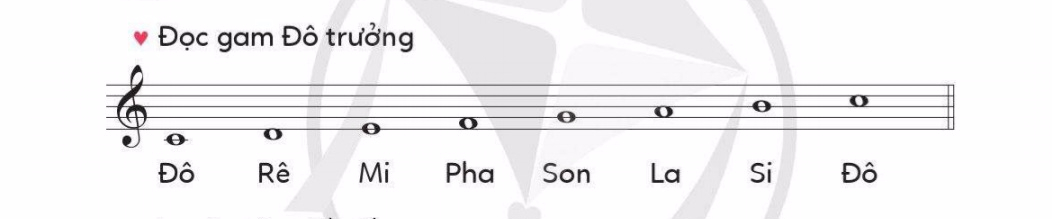 Đọc gam Đô trưởng
Đô Rê Mi Pha Son La Si Đô